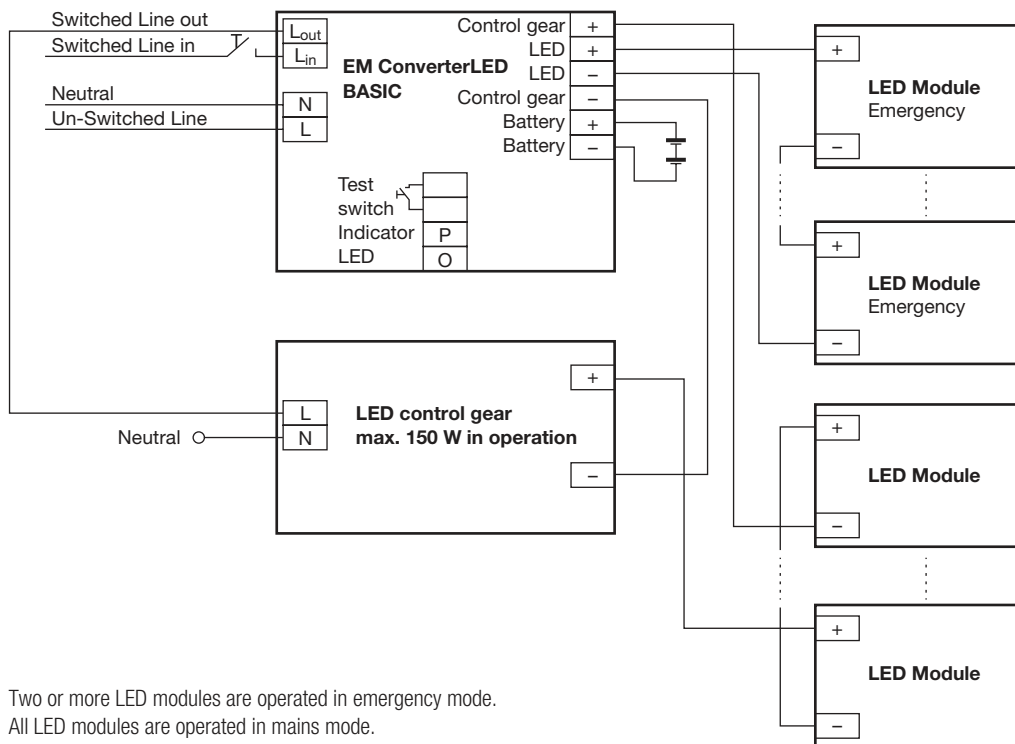 Switched Line out
Switched Line in
Neutral
Un-Switched Line
Lout
Lin
N
L
EM ConverterLED
BASIC
Control gear +
LED +
LED –
Control gear –
Battery +
Battery –
Test
switch
Indicator P
LED O
+
LED Module
Emergency
–
+
LED Module
Emergency
–
L
N
Neutral
LED control gear
max. 150 W in operation
+
–
+
LED Module
–
+
LED Module
–
Two or more LED modules are operated in emergency mode.
All LED modules are operated in mains mode.